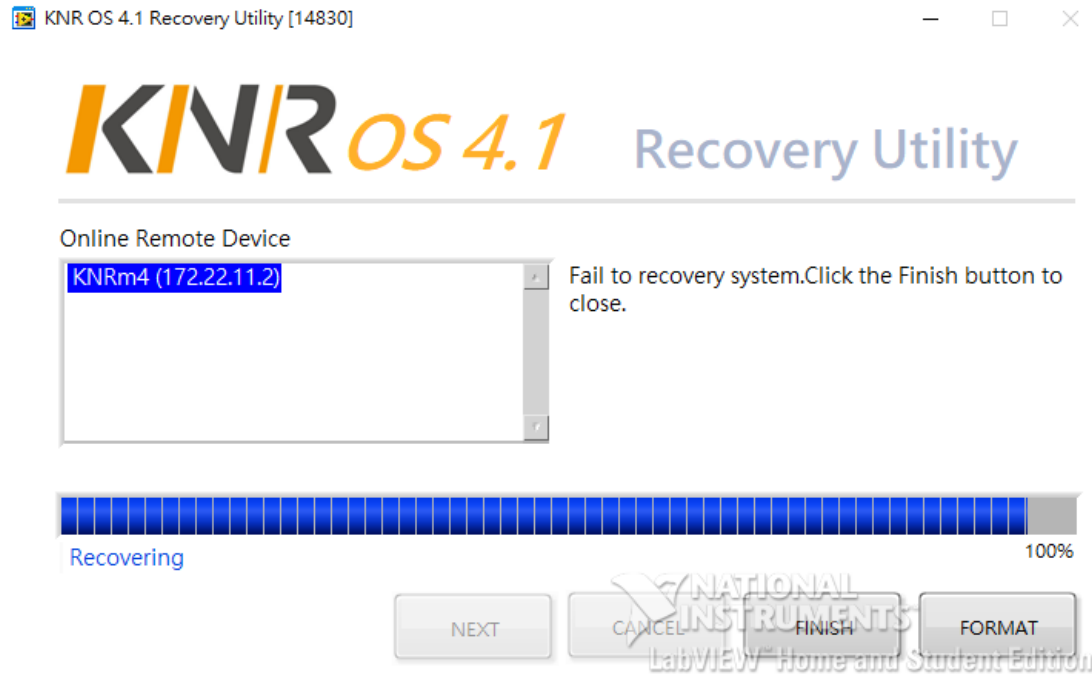 KNR OS 4.1 Recovery Utility [14830]
KNR OS 4.1 Recovery Utility
Online Remote Device
KNRm4 (172.22.11.2)
Fail to recovery system.Click the Finish button to
close.
100%
Recovering
NEXT
CANCEL
FINISH
FORMAT
NATIONAL
INSTRUMENTS
LabVIEW™ Home and Student Edition